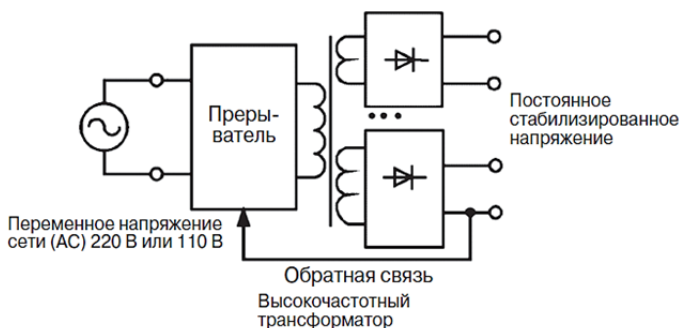 Преры-
ватель
Постоянное
стабилизированное
напряжение
Переменное напряжение
сети (AC) 220 В или 110 В
Обратная связь
Высокочастотный
трансформатор